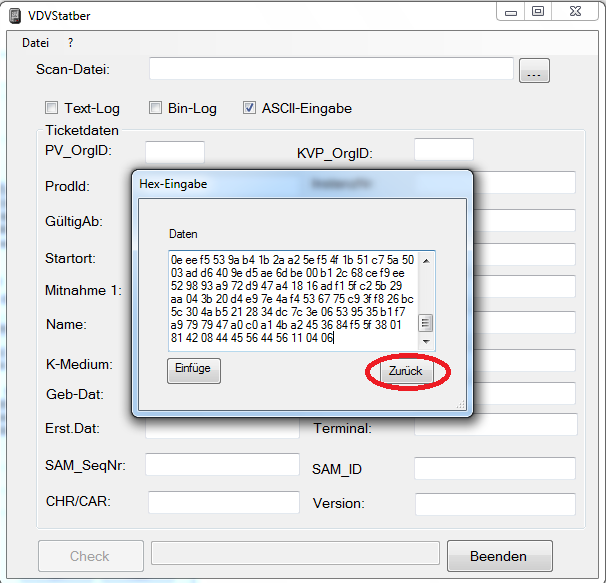 VDVStatber
Datei ?
Scan-Datei: ...
Text-Log Bin-Log ASCII-Eingabe
Ticketdaten
PV_OrgID: KVP_OrgID:
ProdId:
GültigAb:
Startort:
Mitnahme 1:
Name:
K-Medium:
Geb-Dat:
Erst.Dat: Terminal:
SAM_SeqNr: SAM_ID
CHR/CAR: Version:
Check Beenden
Hex-Eingabe
Daten
0e ee f5 53 9a b4 1b 2a a2 5e f5 4f 1b 51 c7 5a 50
03 ad d6 40 9e d5 ae 6d be 00 b1 2c 68 ce f9 ee
52 98 93 a9 72 d9 47 a4 18 16 ad f1 5f c2 5b 29
aa 04 3b 20 d4 e9 7e 4a f4 53 67 75 c9 3f f8 26 bc
5c 30 4a b5 21 28 34 dc 7c 3e 06 53 95 35 b1 f7
a9 79 79 47 a0 c0 a1 4b a2 45 36 84 f5 5f 38 01
81 42 08 44 45 56 44 56 11 04 06
Einfüge Zurück